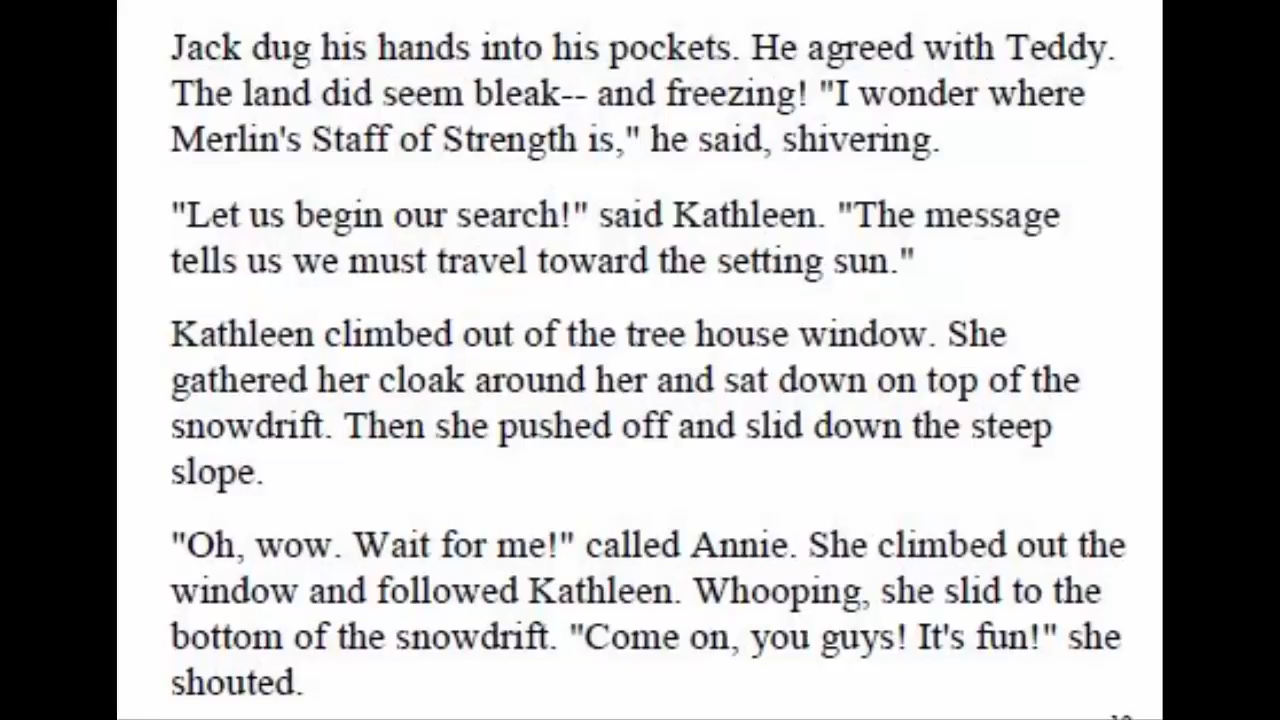 Jack dug his hands into his pockets. He agreed with Teddy.
The land did seem bleak-- and freezing! "I wonder where
Merlin's Staff of Strength is," he said, shivering.
"Let us begin our search!" said Kathleen. "The message
tells us we must travel toward the setting sun."
Kathleen climbed out of the tree house window. She
gathered her cloak around her and sat down on top of the
snowdrift. Then she pushed off and slid down the steep
slope.
"Oh, wow. Wait for me!" called Annie. She climbed out the
window and followed Kathleen. Whooping, she slid to the
bottom of the snowdrift. "Come on, you guys! It's fun!" she
shouted.